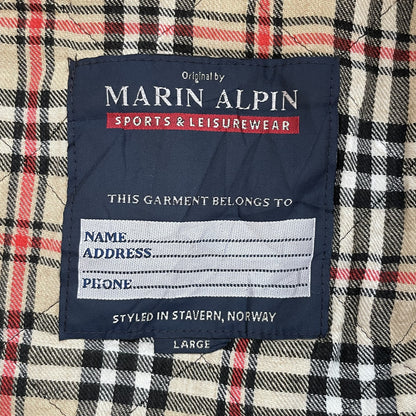 Original by
MARIN ALPIN
SPORTS & LEISUREWEAR
THIS GARMENT BELONGS TO
NAME
ADDRESS
PHONE
STYLED IN STAVERN, NORWAY
LARGE